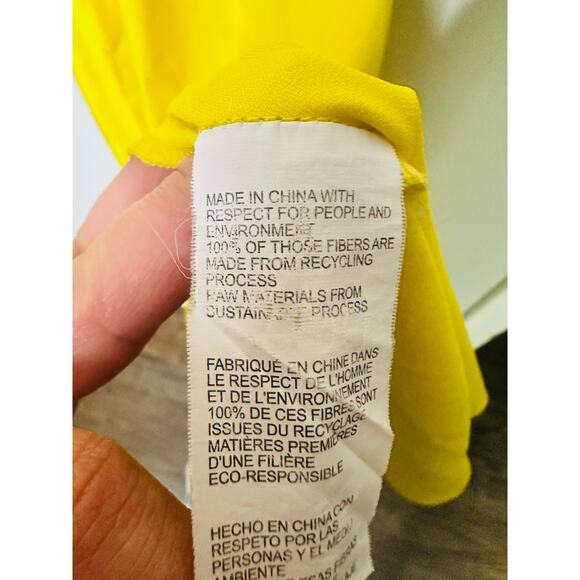 MADE IN CHINA WITH
RESPECT FOR PEOPLE AND
ENVIRONMENT
100% OF THOSE FIBERS ARE
MADE FROM RECYCLING
PROCESS
RAW MATERIALS FROM
SUSTAINABLE PROCESS
FABRIQUÉ EN CHINE DANS
LE RESPECT DE L'HOMME
ET DE L'ENVIRONNEMENT
100% DE CES FIBRES SONT
ISSUES DU RECYCLAGE
MATIÈRES PREMIÈRES
D'UNE FILIÈRE
ECO-RESPONSIBLE
HECHO EN CHINA CON
RESPETO POR LAS
PERSONAS Y EL MEDIO
AMBIENTE
FIBRAS